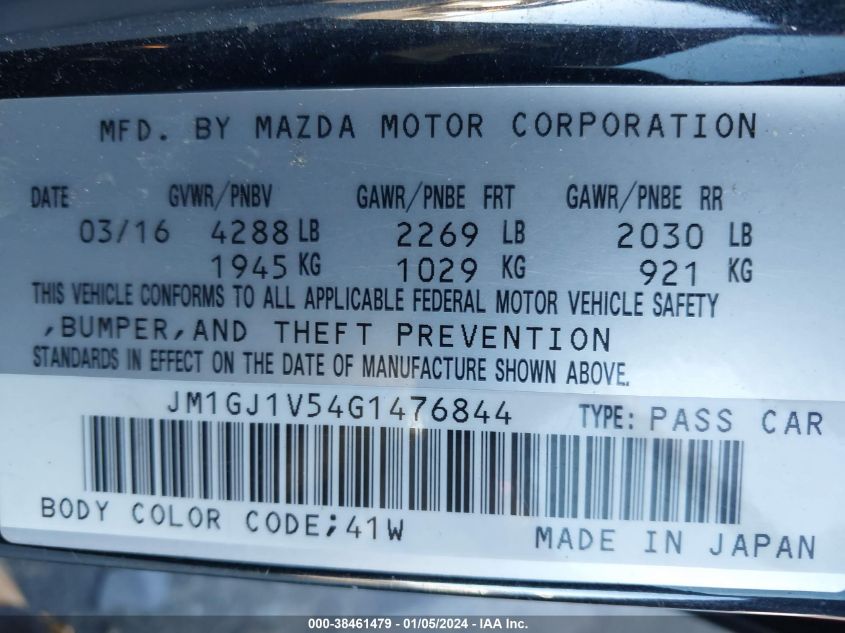 MFD. BY MAZDA MOTOR CORPORATION
DATE GVWR/PNBV GAWR/PNBE FRT GAWR/PNBE RR
03/16 4288 LB 2269 LB 2030 LB
1945 KG 1029 KG 921 KG
THIS VEHICLE CONFORMS TO ALL APPLICABLE FEDERAL MOTOR VEHICLE SAFETY
,BUMPER,AND THEFT PREVENTION
STANDARDS IN EFFECT ON THE DATE OF MANUFACTURE SHOWN ABOVE.
JM1GJ1V54G1476844 TYPE: PASS CAR
BODY COLOR CODE;41W MADE IN JAPAN
000-38461479 - 01/05/2024 - IAA Inc.